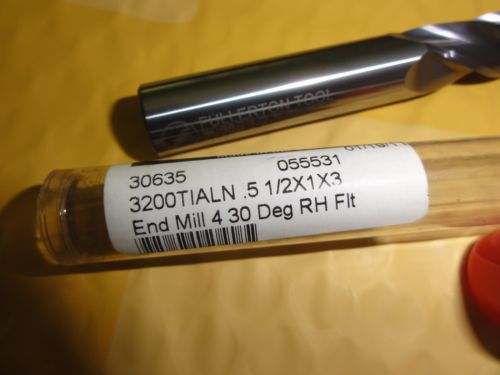 FULLERTON TOOL
30635 055531
3200TIALN .5 1/2X1X3
End Mill 4 30 Deg RH Flt